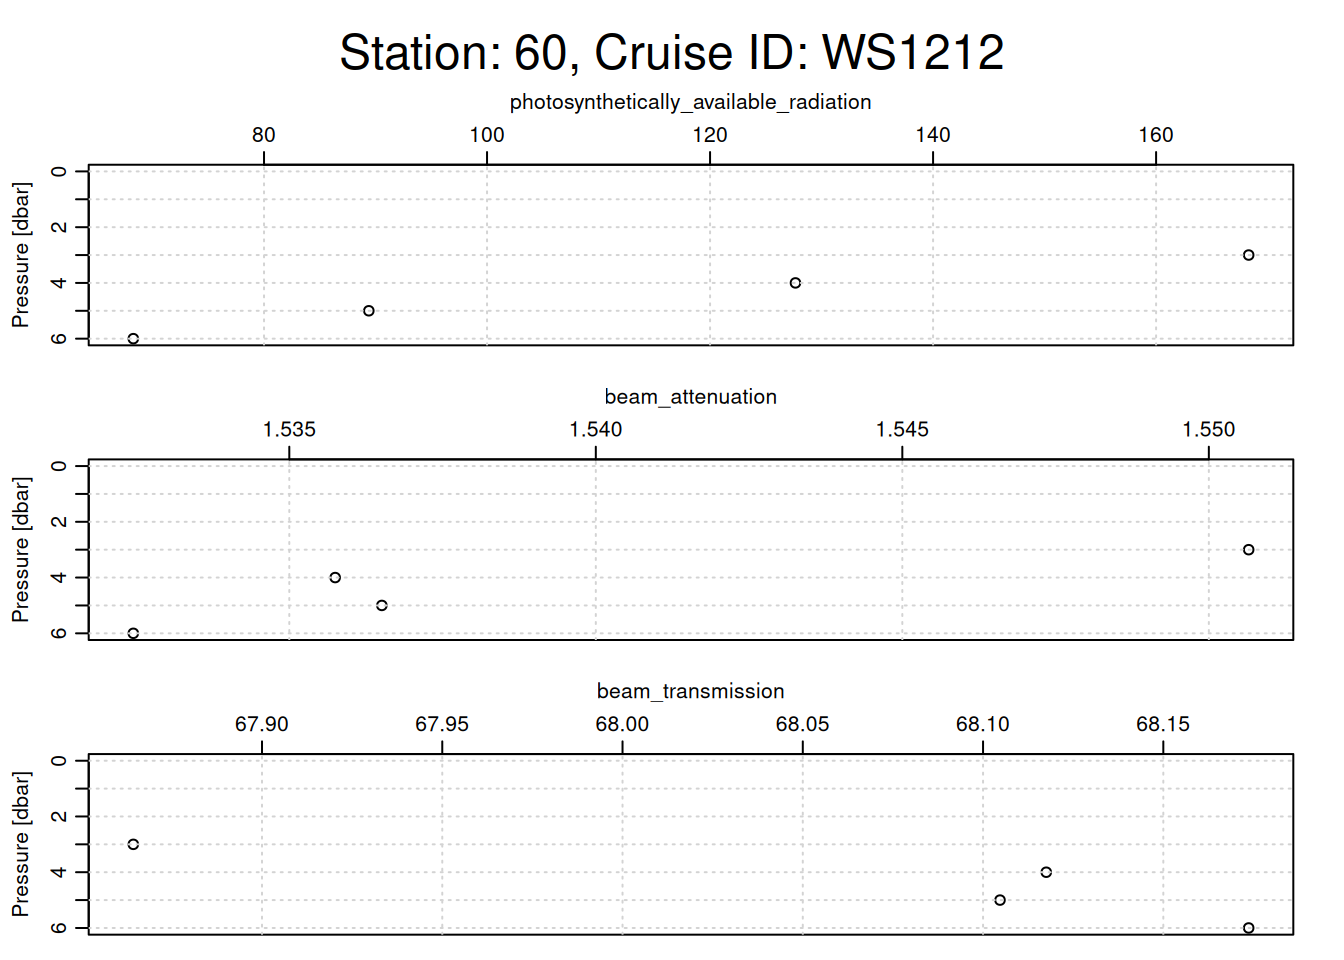 Station: 60, Cruise ID: WS1212
photosynthetically_available_radiation
80 100 120 140 160
Pressure [dbar]
0
2
4
6
beam_attenuation
1.535 1.540 1.545 1.550
Pressure [dbar]
0
2
4
6
beam_transmission
67.90 67.95 68.00 68.05 68.10 68.15
Pressure [dbar]
0
2
4
6